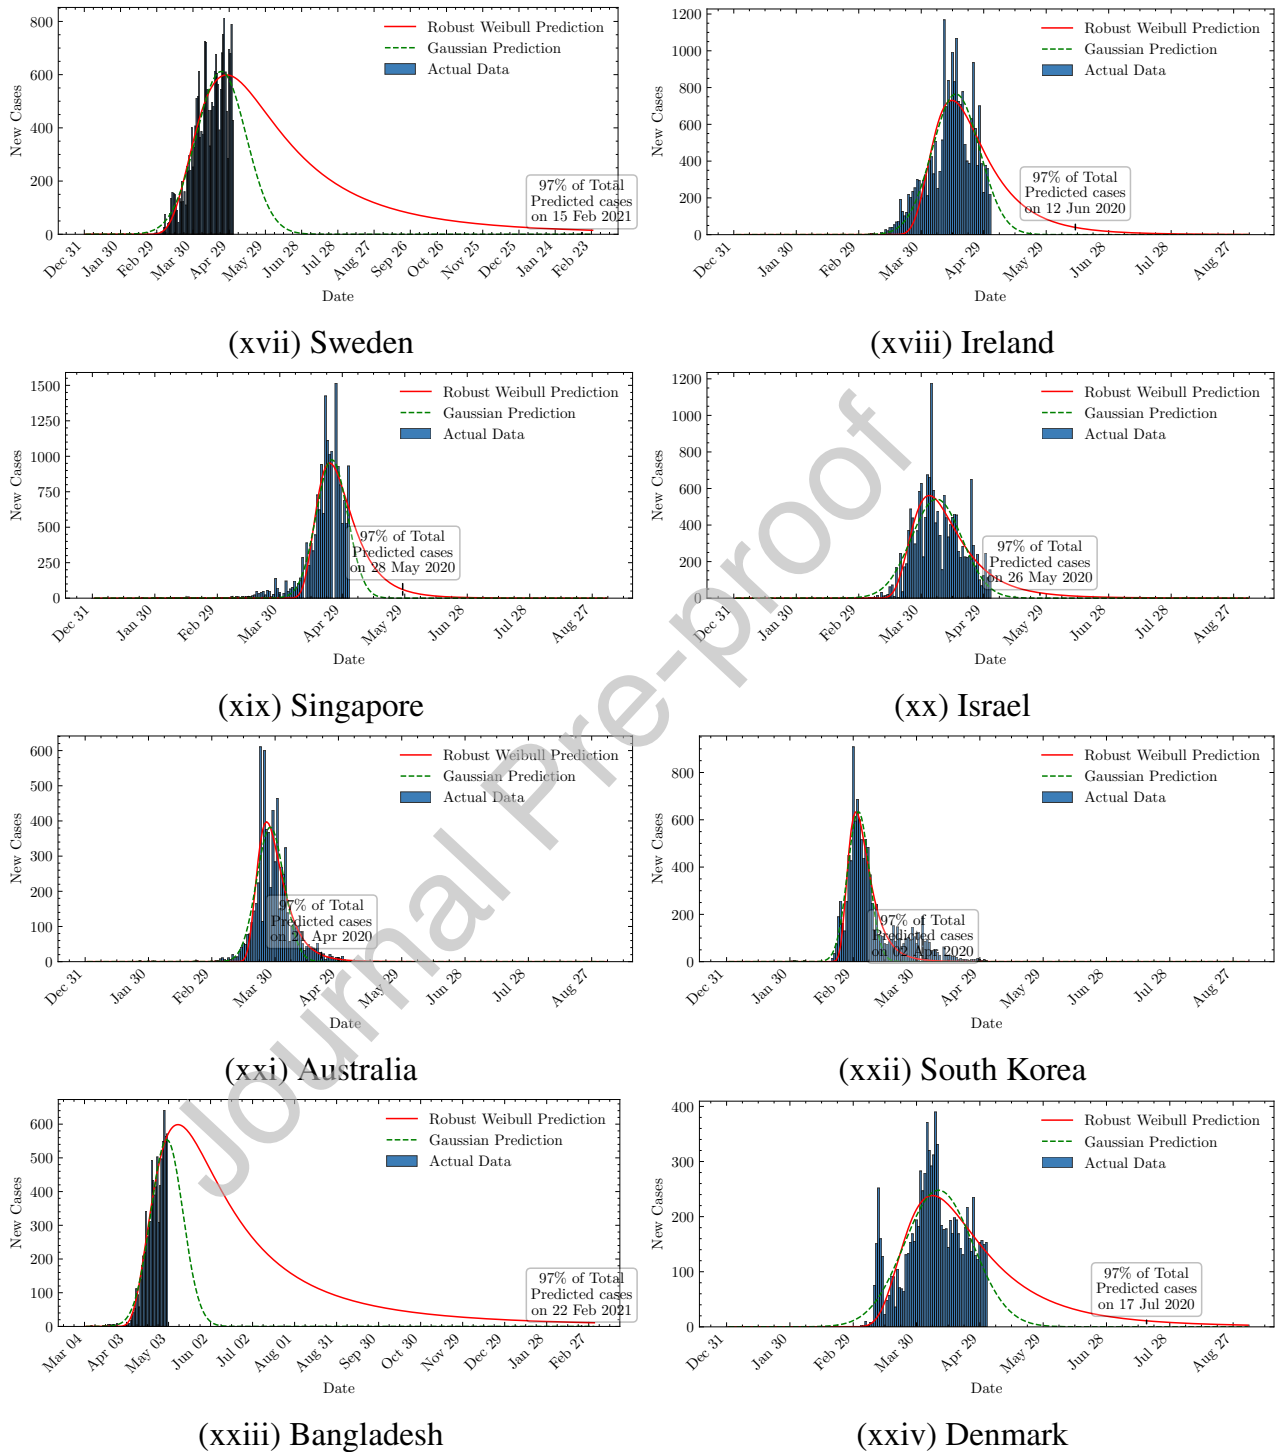 800
600
400
200
0
New Cases
Robust Weibull Prediction
Gaussian Prediction
Actual Data
97% of Total
Predicted cases
on 15 Feb 2021
Dec 31
Jan 30
Feb 29
Mar 30
Apr 29
May 29
Jun 28
Jul 28
Aug 27
Sep 26
Oct 26
Nov 25
Dec 25
Jan 24
Feb 23
Date
(xvii) Sweden
1200
1000
800
600
400
200
0
New Cases
Robust Weibull Prediction
Gaussian Prediction
Actual Data
97% of Total
Predicted cases
on 12 Jun 2020
Dec 31
Jan 30
Feb 29
Mar 30
Apr 29
May 29
Jun 28
Jul 28
Aug 27
Date
(xviii) Ireland
1500
1250
1000
750
500
250
0
New Cases
Robust Weibull Prediction
Gaussian Prediction
Actual Data
97% of Total
Predicted cases
on 28 May 2020
Dec 31
Jan 30
Feb 29
Mar 30
Apr 29
May 29
Jun 28
Jul 28
Aug 27
Date
(xix) Singapore
1200
1000
800
600
400
200
0
New Cases
Robust Weibull Prediction
Gaussian Prediction
Actual Data
97% of Total
Predicted cases
on 26 May 2020
Dec 31
Jan 30
Feb 29
Mar 30
Apr 29
May 29
Jun 28
Jul 28
Aug 27
Date
(xx) Israel
600
500
400
300
200
100
0
New Cases
Robust Weibull Prediction
Gaussian Prediction
Actual Data
97% of Total
Predicted cases
on 21 Apr 2020
Dec 31
Jan 30
Feb 29
Mar 30
Apr 29
May 29
Jun 28
Jul 28
Aug 27
Date
(xxi) Australia
800
600
400
200
0
New Cases
Robust Weibull Prediction
Gaussian Prediction
Actual Data
97% of Total
Predicted cases
on 02 Apr 2020
Dec 31
Jan 30
Feb 29
Mar 30
Apr 29
May 29
Jun 28
Jul 28
Aug 27
Date
(xxii) South Korea
600
500
400
300
200
100
0
New Cases
Robust Weibull Prediction
Gaussian Prediction
Actual Data
97% of Total
Predicted cases
on 22 Feb 2021
Mar 04
Apr 03
May 03
Jun 02
Jul 02
Aug 01
Aug 31
Sep 30
Oct 30
Nov 29
Dec 29
Jan 28
Feb 27
Date
(xxiii) Bangladesh
400
300
200
100
0
New Cases
Robust Weibull Prediction
Gaussian Prediction
Actual Data
97% of Total
Predicted cases
on 17 Jul 2020
Dec 31
Jan 30
Feb 29
Mar 30
Apr 29
May 29
Jun 28
Jul 28
Aug 27
Date
(xxiv) Denmark
Journal Pre-proof